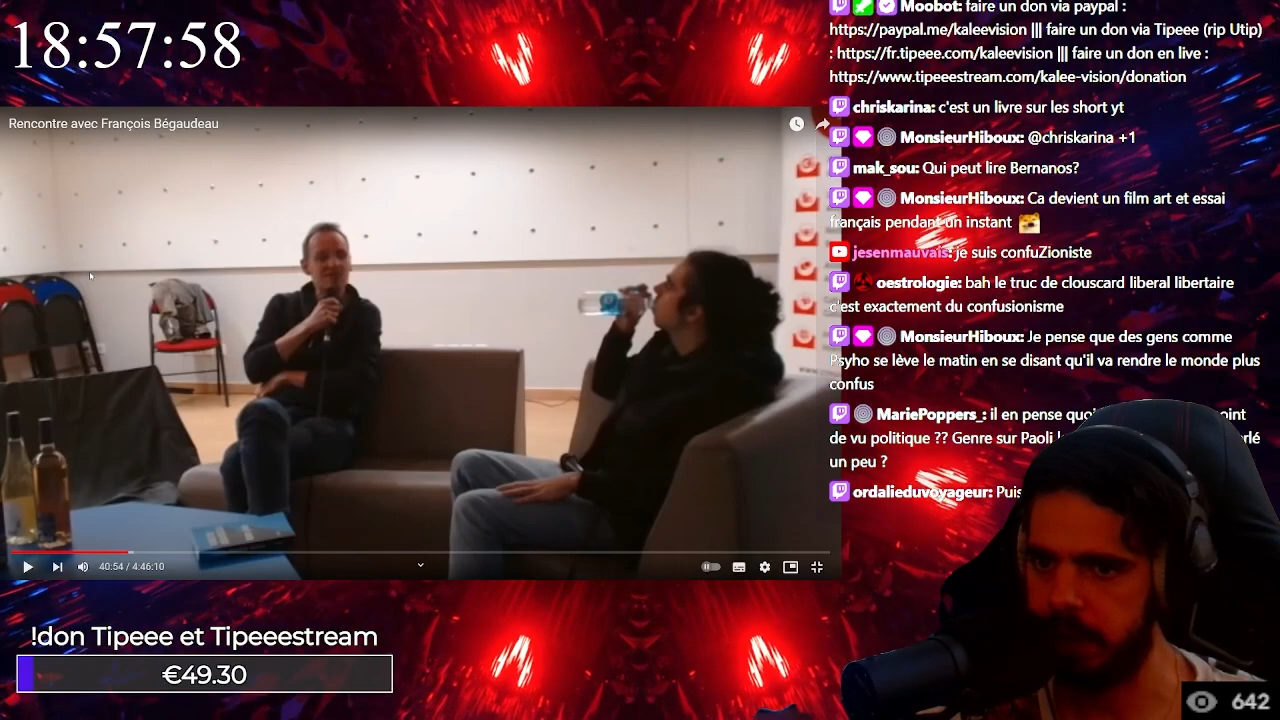 18:57:58
Rencontre avec François Bégaudeau
40:54 / 4:46:10
!don Tipeee et Tipeeestream
€49.30
Moobot: faire un don via paypal :
https://paypal.me/kaleevision ||| faire un don via Tipeee (rip Utip)
: https://fr.tipeee.com/kaleevision ||| faire un don en live :
https://www.tipeeestream.com/kalee-vision/donation
chriskarina: c'est un livre sur les short yt
MonsieurHiboux: @chriskarina +1
mak_sou: Qui peut lire Bernanos?
MonsieurHiboux: Ca devient un film art et essai
français pendant un instant
jesenmauvais: je suis confuZioniste
oestrologie: bah le truc de clouscard liberal libertaire
c'est exactement du confusionisme
MonsieurHiboux: Je pense que des gens comme
Psyho se lève le matin en se disant qu'il va rendre le monde plus
confus
MariePoppers_: il en pense
de vu politique ?? Genre sur Paoli
un peu ?
ordalieduvoyageur:
642